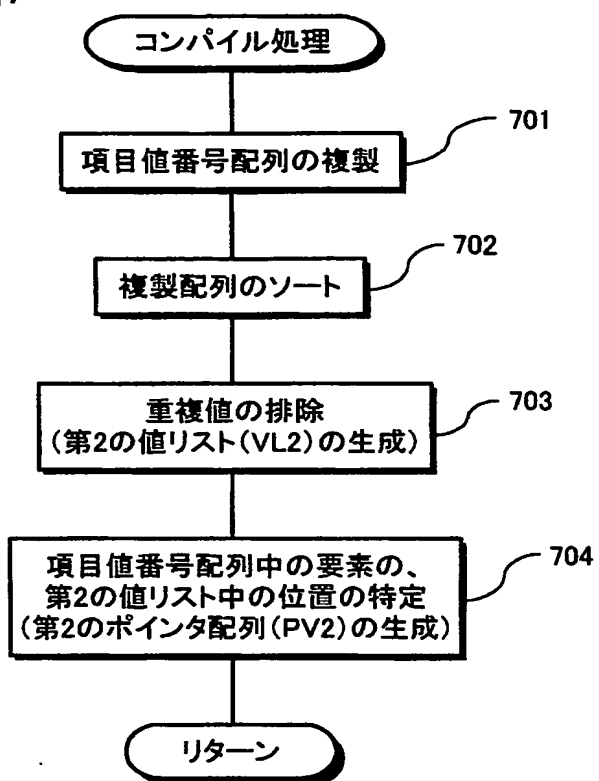 コンパイル処理
701
項目値番号配列の複製
702
複製配列のソート
703
重複値の排除
(第2の値リスト(VL2)の生成)
704
項目値番号配列中の要素の、
第2の値リスト中の位置の特定
(第2のポインタ配列(PV2)の生成)
リターン